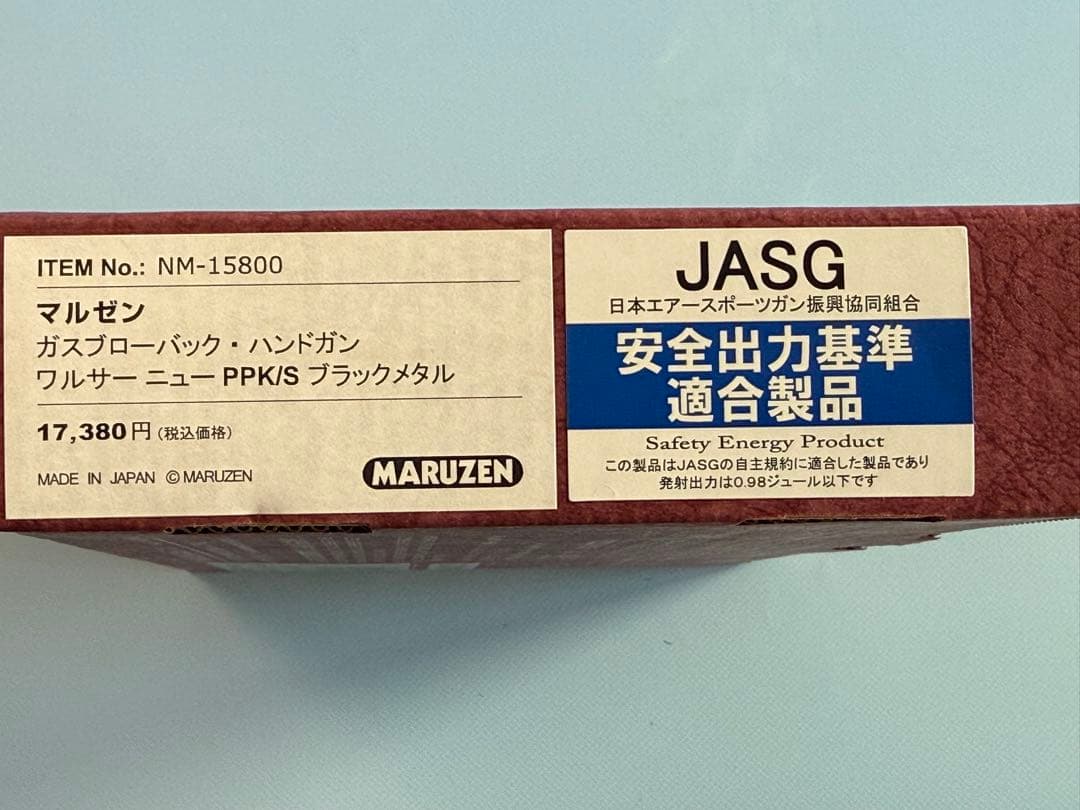 ITEM No.: NM-15800
マルゼン
ガスブローバック・ハンドガン
ワルサー ニュー PPK/S ブラックメタル
17,380円(税込価格)
MADE IN JAPAN ©MARUZEN
MARUZEN
JASG
日本エアースポーツガン振興協同組合
安全出力基準
適合製品
Safety Energy Product
この製品はJASGの自主規約に適合した製品であり
発射出力は0.98ジュール以下です